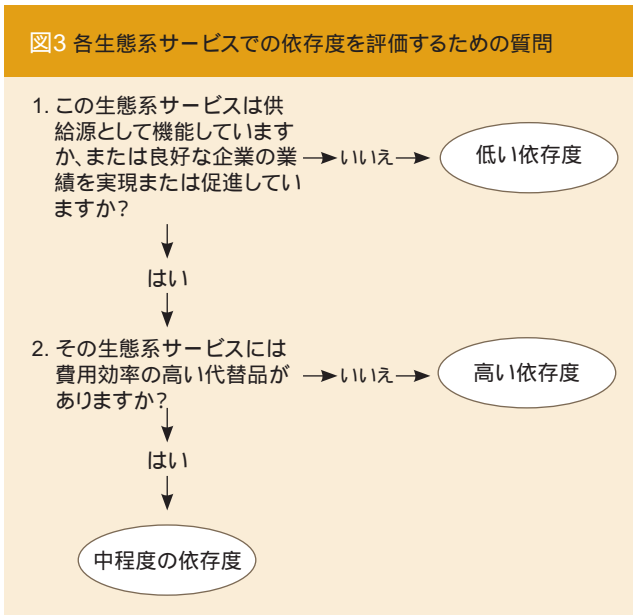 図3 各生態系サービスでの依存度を評価するための質問
1. この生態系サービスは供
給源として機能しています
か、または良好な企業の業
績を実現または促進してい
ますか?
いいえ
低い依存度
はい
2. その生態系サービスには
費用効率の高い代替品が
ありますか?
いいえ
高い依存度
はい
中程度の依存度